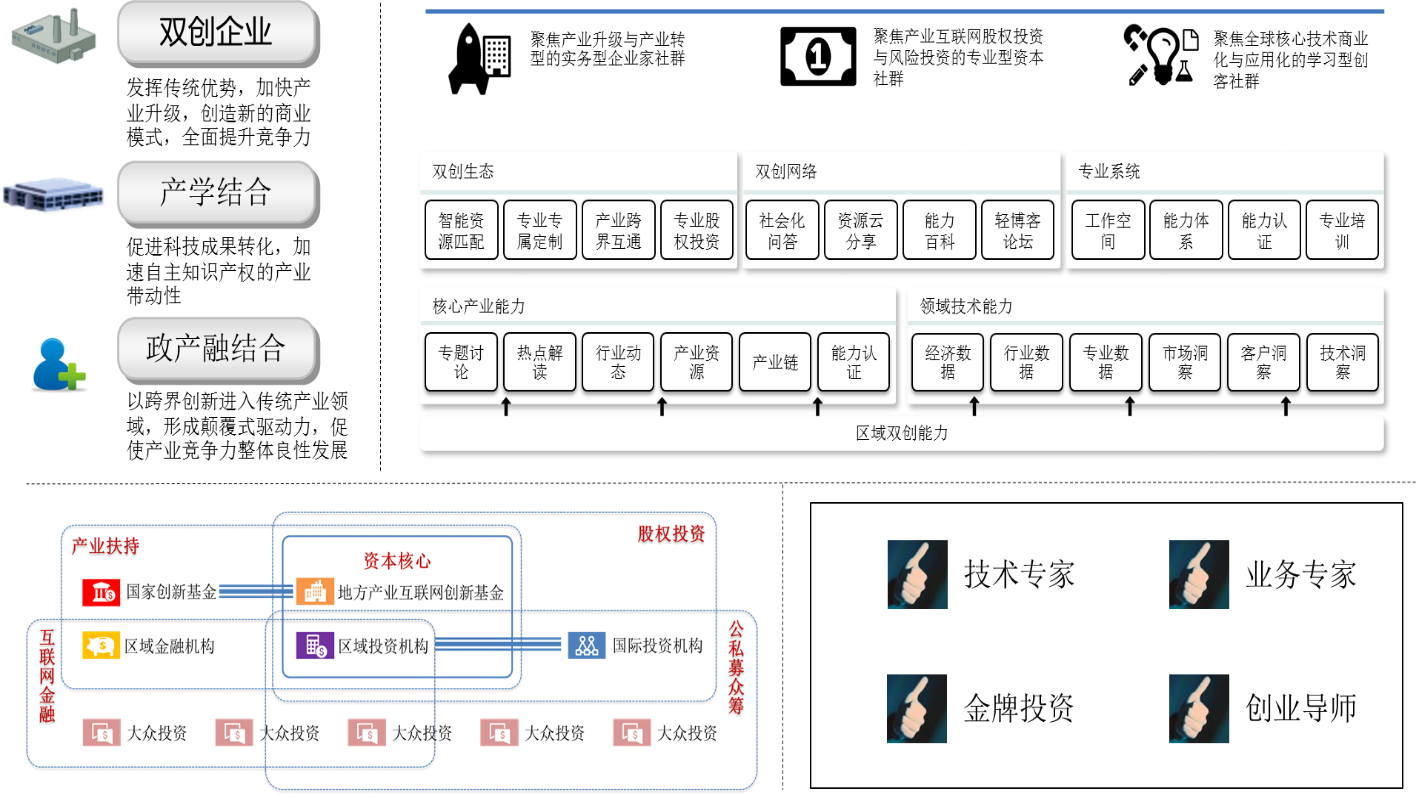 双创企业
发挥传统优势，加快产
业升级，创造新的商业
模式，全面提升竞争力
产学结合
促进科技成果转化，加
速自主知识产权的产业
带动性
政产融结合
以跨界创新进入传统产业领
域，形成颠覆式驱动力，促
使产业竞争力整体良性发展
聚焦产业升级与产业转
型的实务型企业家社群
1
聚焦产业互联网股权投资
与风险投资的专业型资本
社群
聚焦全球核心技术商业
化与应用化的学习型创
客社群
双创生态
智能资
源匹配
专业专
属定制
产业跨
界互通
专业股
权投资
双创网络
社会化
问答
资源云
分享
能力
百科
轻博客
论坛
专业系统
工作空
间
能力体
系
能力认
证
专业培
训
核心产业能力
专题讨
论
热点解
读
行业动
态
产业资
源
产业链
能力认
证
领域技术能力
经济数
据
行业数
据
专业数
据
市场洞
察
客户洞
察
技术洞
察
区域双创能力
产业扶持
股权投资
资本核心
国家创新基金
地方产业互联网创新基金
互联网金融
区域金融机构
区域投资机构
国际投资机构
公私募众筹
大众投资
大众投资
大众投资
大众投资
大众投资
技术专家
业务专家
金牌投资
创业导师